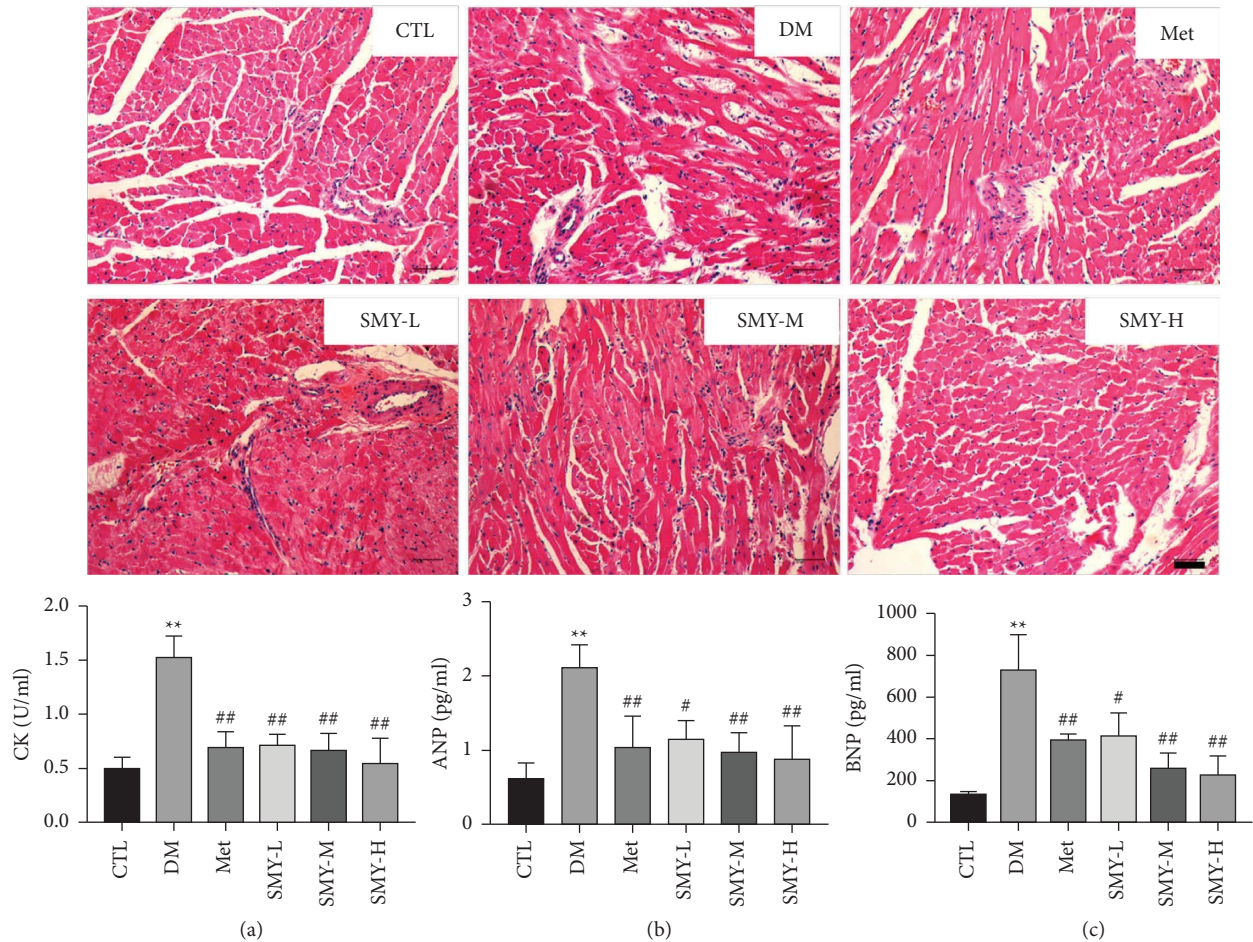 CTL
DM
Met
SMY-L
SMY-M
SMY-H
CK (U/ml)
2.0
1.5
1.0
0.5
0.0
**
##
##
##
##
CTL
DM
Met
SMY-L
SMY-M
SMY-H
(a)
ANP (pg/ml)
3
2
1
0
**
##
#
##
##
CTL
DM
Met
SMY-L
SMY-M
SMY-H
(b)
BNP (pg/ml)
1000
800
600
400
200
0
**
##
#
##
##
CTL
DM
Met
SMY-L
SMY-M
SMY-H
(c)